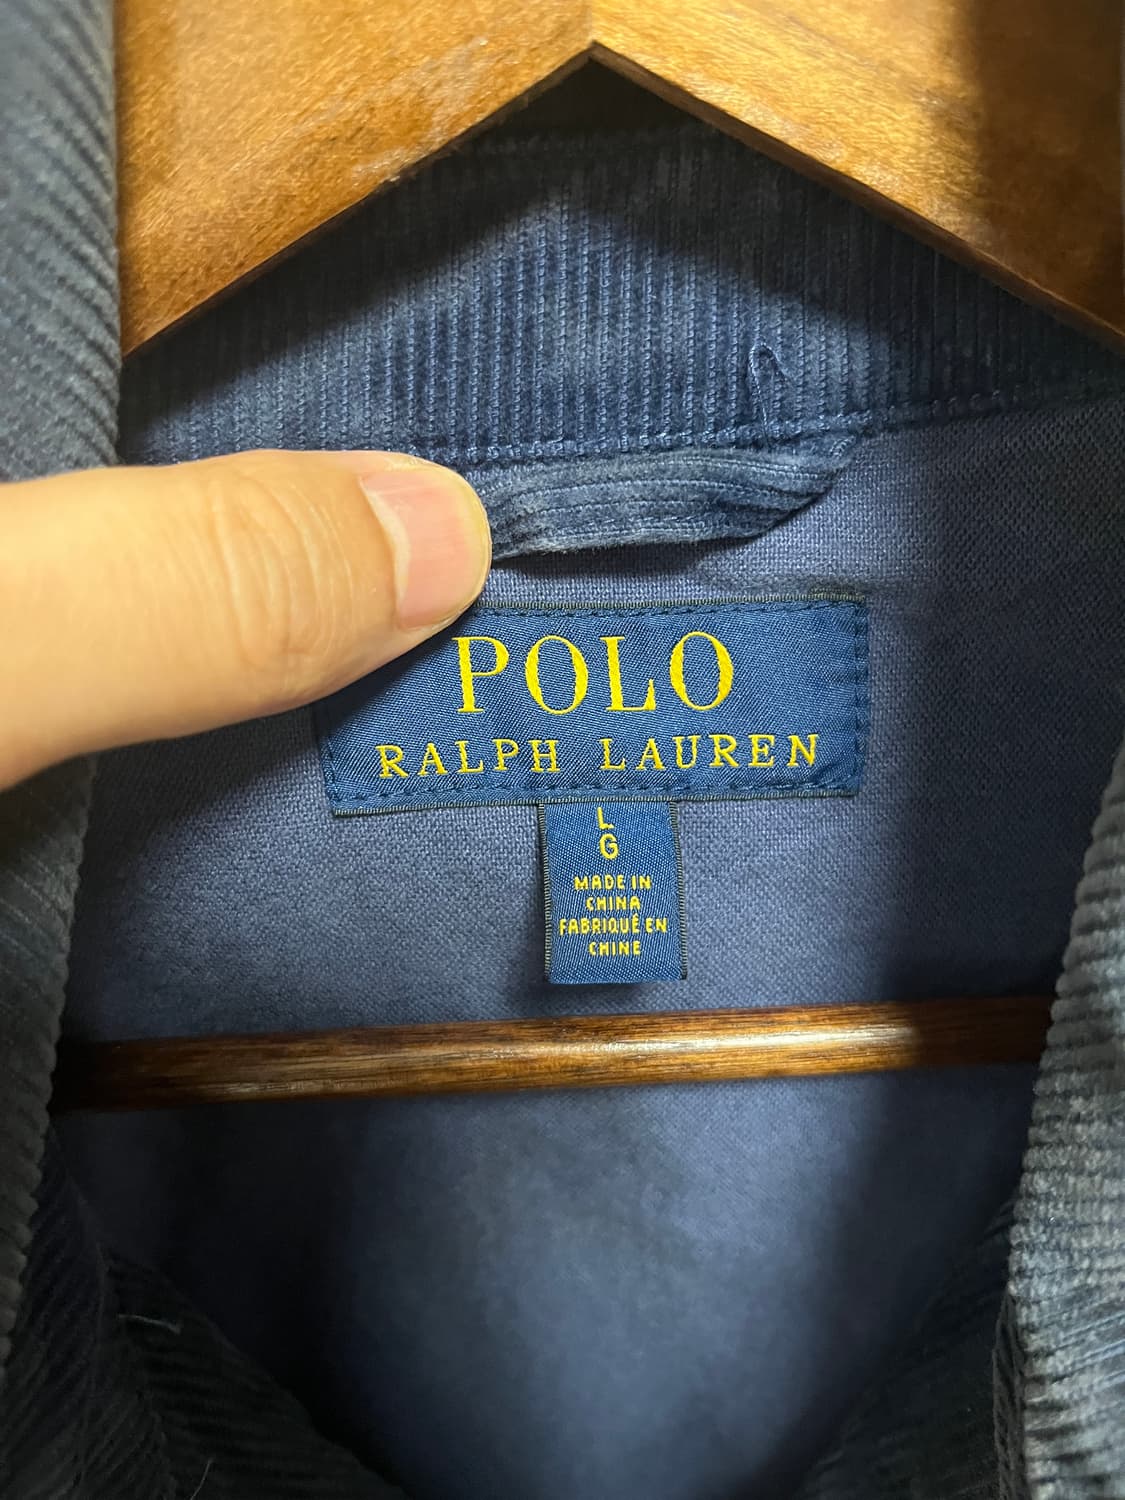 POLO
RALPH LAUREN
L
G
MADE IN
CHINA
FABRIQUÉ EN
CHINE